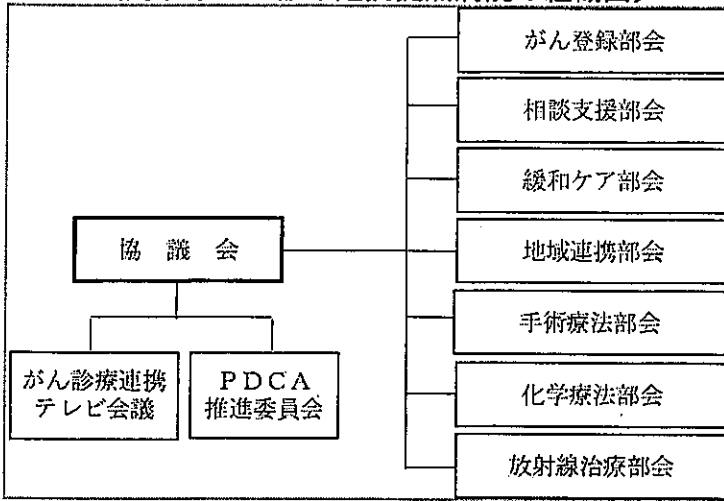 がん登録部会
相談支援部会
緩和ケア部会
協議会
地域連携部会
手術療法部会
がん診療連携
テレビ会議
PDCA
推進委員会
化学療法部会
放射線治療部会